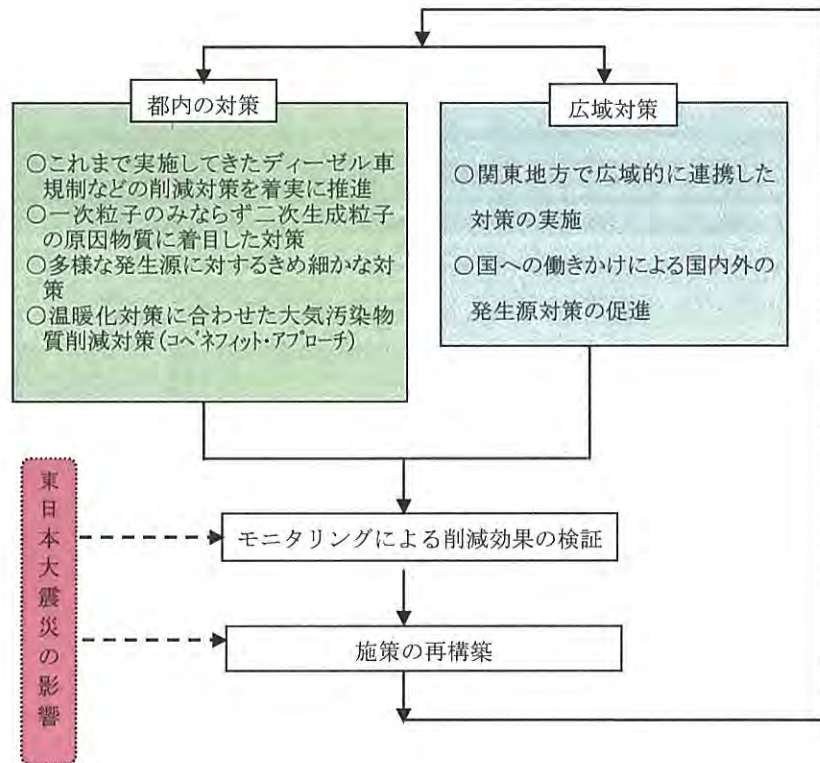 都内の対策
○これまで実施してきたディーゼル車
規制などの削減対策を着実に推進
○一次粒子のみならず二次生成粒子
の原因物質に着目した対策
○多様な発生源に対するきめ細かな対
策
○温暖化対策に合わせた大気汚染物
質削減対策(コベネフィット・アプローチ)
広域対策
○関東地方で広域的に連携した
対策の実施
○国への働きかけによる国内外の
発生源対策の促進
東日本大震災の影響
モニタリングによる削減効果の検証
施策の再構築